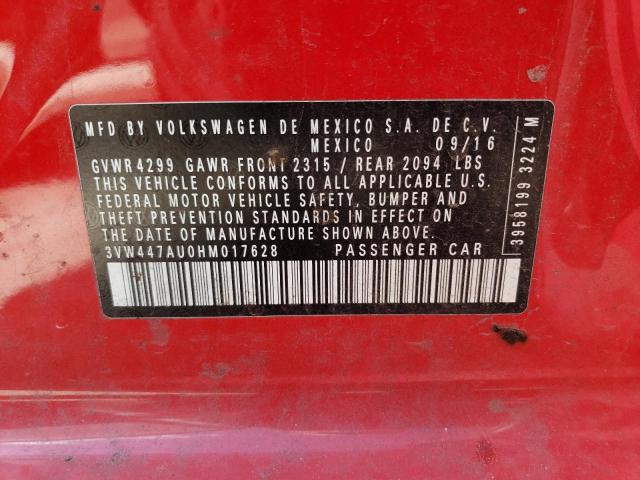 MFD BY VOLKSWAGEN DE MEXICO S.A. DE C.V.
MEXICO 09/16
GVWR 4299 GAWR FRONT 2315 / REAR 2094 LBS
THIS VEHICLE CONFORMS TO ALL APPLICABLE U.S.
FEDERAL MOTOR VEHICLE SAFETY, BUMPER AND
THEFT PREVENTION STANDARDS IN EFFECT ON
THE DATE OF MANUFACTURE SHOWN ABOVE.
3VW447AU0HM017628 PASSENGER CAR
3958199 3224 M